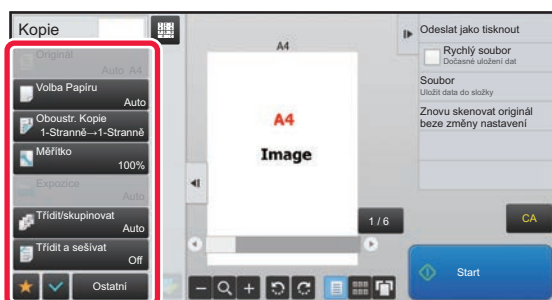 Kopie
Originál
Auto A4
Volba Papíru
Auto
Oboustr. Kopie
1-Stranně→1-Stranně
Měřítko
100%
Expozice
Auto
Třídit/skupinovat
Auto
Třídit a sešívat
Off
Ostatní
A4
A4
Image
1 / 6
Odeslat jako tisknout
Rychlý soubor
Dočasné uložení dat
Soubor
Uložit data do složky
Znovu skenovat originál
beze změny nastavení
CA
Start